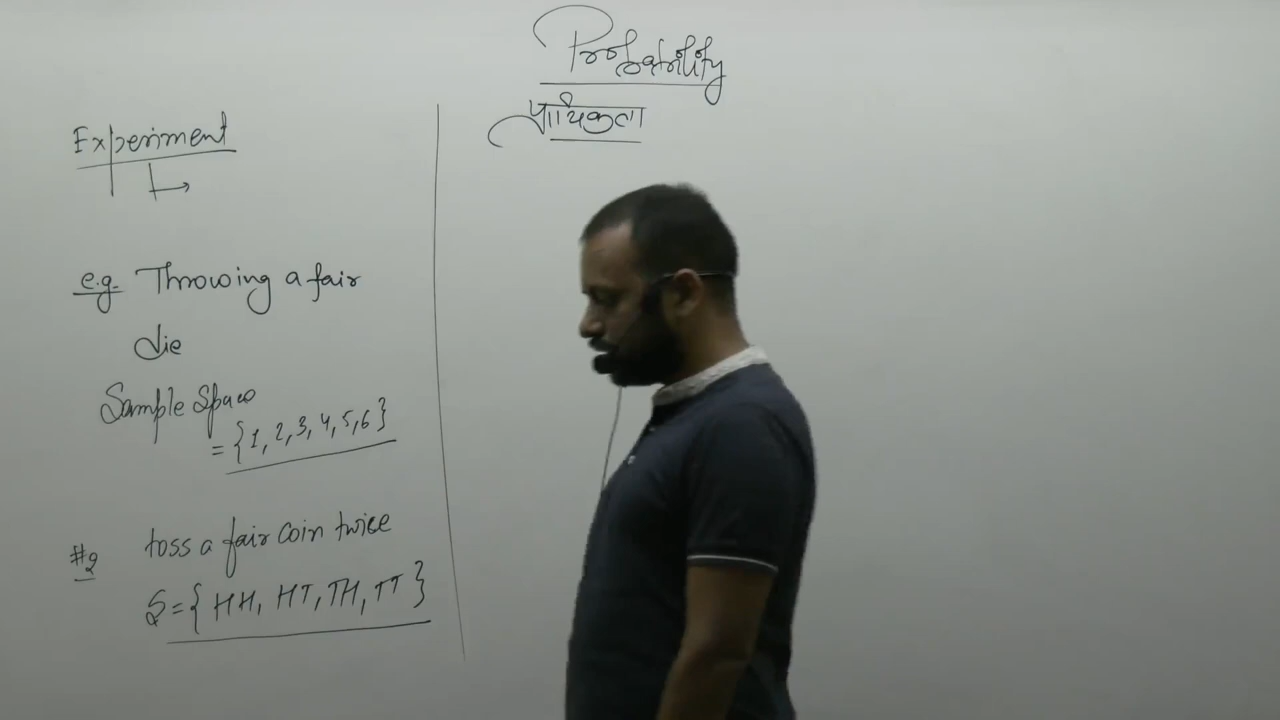 Probability
प्रायिकता
Experiment
e.g. Throwing a fair
die
Sample Space
= {1, 2, 3, 4, 5, 6}
#2 toss a fair coin twice
S = { HH, HT, TH, TT }